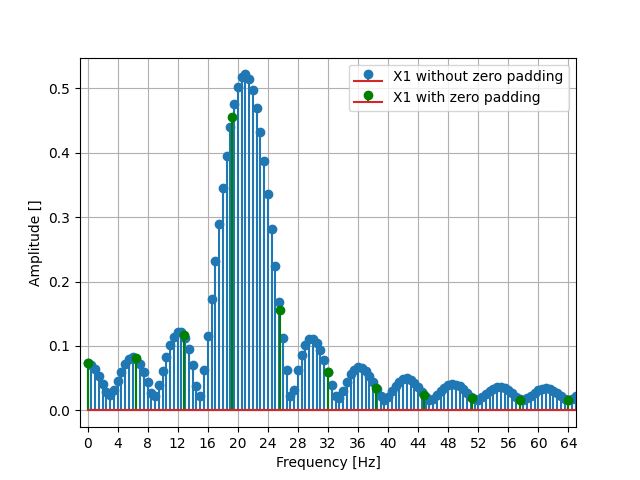 X1 without zero padding
X1 with zero padding
0.5
0.4
0.3
0.2
0.1
0.0
Amplitude []
0 4 8 12 16 20 24 28 32 36 40 44 48 52 56 60 64
Frequency [Hz]